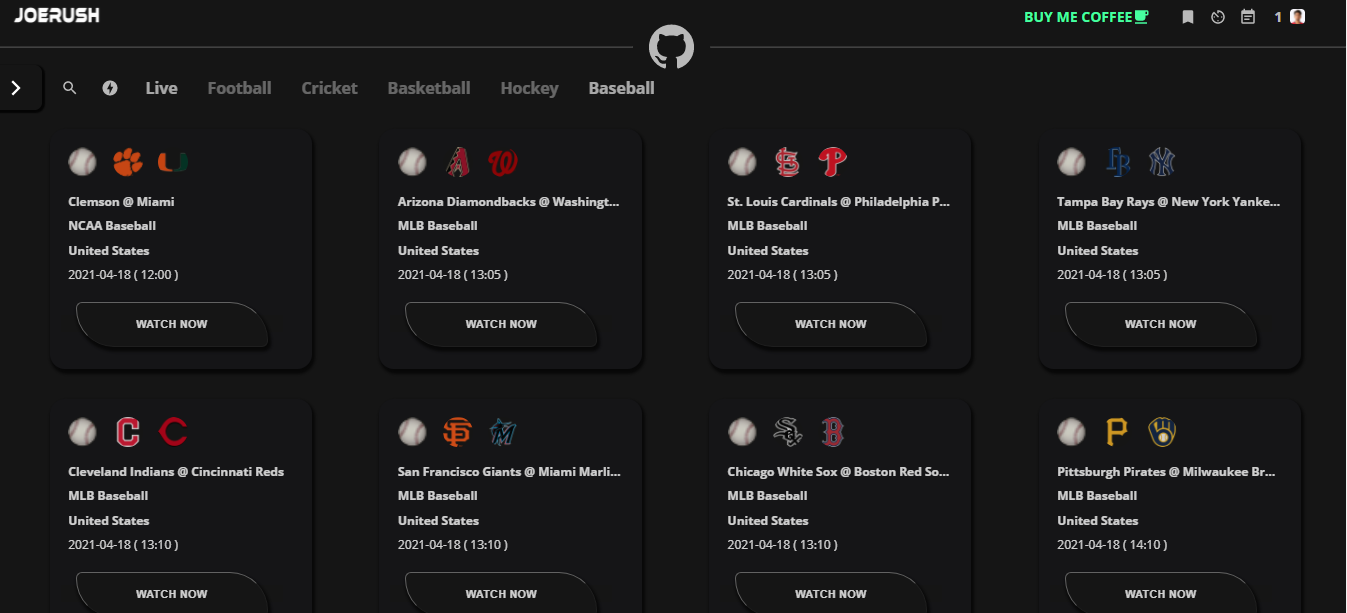 JOERUSH
BUY ME COFFEE
1
Live Football Cricket Basketball Hockey Baseball
Clemson @ Miami
NCAA Baseball
United States
2021-04-18 ( 12:00 )
WATCH NOW
Arizona Diamondbacks @ Washingt...
MLB Baseball
United States
2021-04-18 ( 13:05 )
WATCH NOW
St. Louis Cardinals @ Philadelphia P...
MLB Baseball
United States
2021-04-18 ( 13:05 )
WATCH NOW
Tampa Bay Rays @ New York Yanke...
MLB Baseball
United States
2021-04-18 ( 13:05 )
WATCH NOW
Cleveland Indians @ Cincinnati Reds
MLB Baseball
United States
2021-04-18 ( 13:10 )
WATCH NOW
San Francisco Giants @ Miami Marli...
MLB Baseball
United States
2021-04-18 ( 13:10 )
WATCH NOW
Chicago White Sox @ Boston Red So...
MLB Baseball
United States
2021-04-18 ( 13:10 )
WATCH NOW
Pittsburgh Pirates @ Milwaukee Br...
MLB Baseball
United States
2021-04-18 ( 14:10 )
WATCH NOW